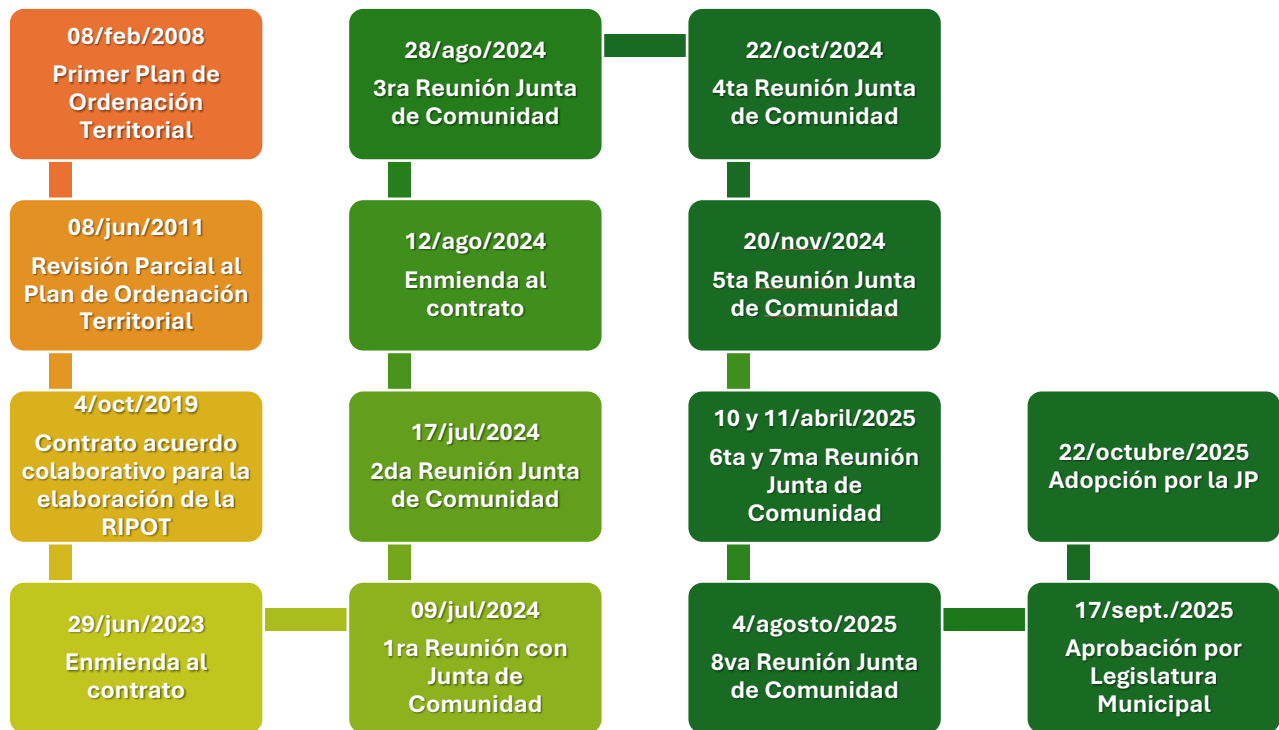 08/feb/2008
Primer Plan de
Ordenación
Territorial
08/jun/2011
Revisión Parcial al
Plan de Ordenación
Territorial
4/oct/2019
Contrato acuerdo
colaborativo para la
elaboración de la
RIPOT
29/jun/2023
Enmienda al
contrato
09/jul/2024
1ra Reunión con
Junta de
Comunidad
17/jul/2024
2da Reunión Junta
de Comunidad
12/ago/2024
Enmienda al
contrato
28/ago/2024
3ra Reunión Junta
de Comunidad
22/oct/2024
4ta Reunión Junta
de Comunidad
20/nov/2024
5ta Reunión Junta
de Comunidad
10 y 11/abril/2025
6ta y 7ma Reunión
Junta de
Comunidad
4/agosto/2025
8va Reunión Junta
de Comunidad
17/sept./2025
Aprobación por
Legislatura
Municipal
22/octubre/2025
Adopción por la JP